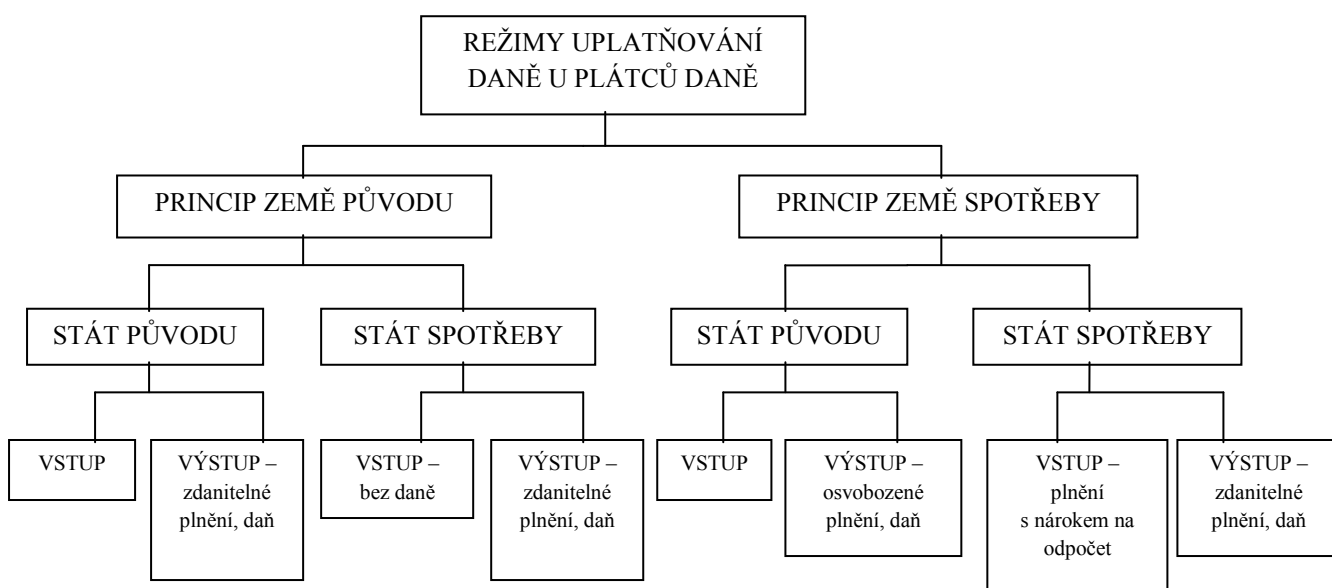 REŽIMY UPLATŇOVÁNÍ
DANĚ U PLÁTCŮ DANĚ
PRINCIP ZEMĚ PŮVODU
PRINCIP ZEMĚ SPOTŘEBY
STÁT PŮVODU
STÁT SPOTŘEBY
STÁT PŮVODU
STÁT SPOTŘEBY
VSTUP
VÝSTUP –
zdanitelné
plnění, daň
VSTUP –
bez daně
VÝSTUP –
zdanitelné
plnění, daň
VSTUP
VÝSTUP –
osvobozené
plnění, daň
VSTUP –
plnění
s nárokem na
odpočet
VÝSTUP –
zdanitelné
plnění, daň